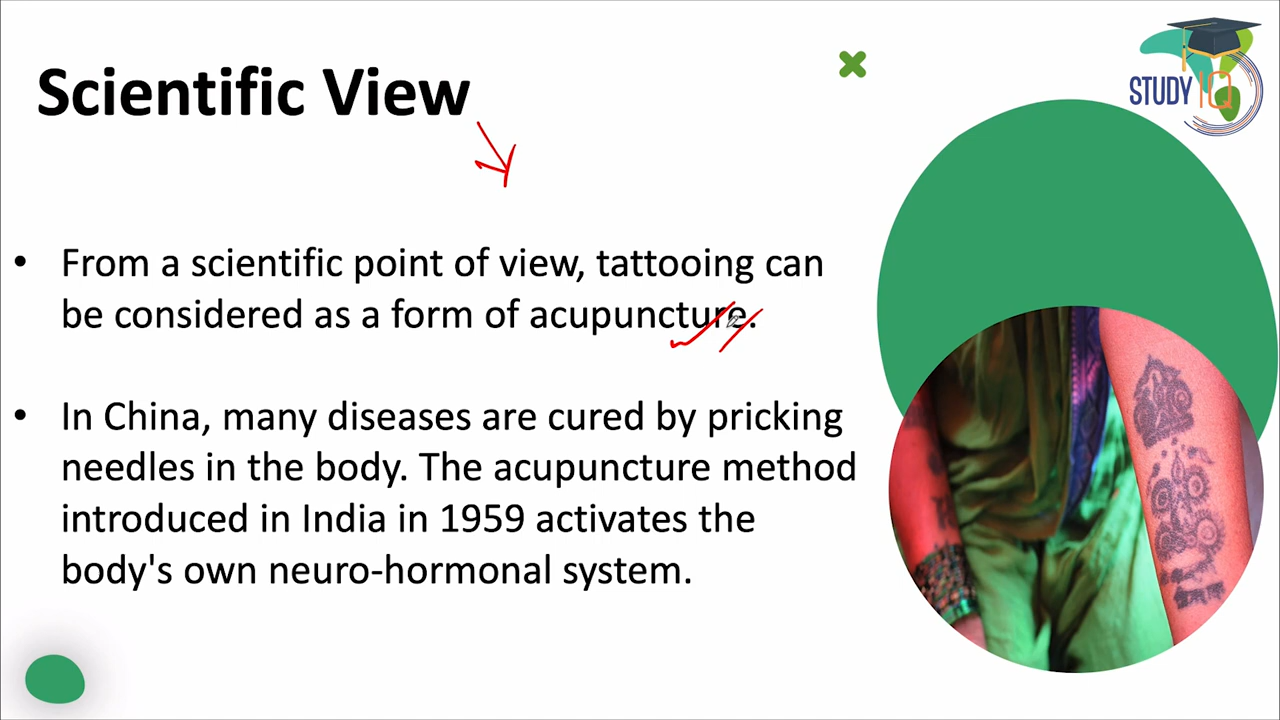 Scientific View
STUDY IQ
• From a scientific point of view, tattooing can
be considered as a form of acupuncture.
• In China, many diseases are cured by pricking
needles in the body. The acupuncture method
introduced in India in 1959 activates the
body's own neuro-hormonal system.